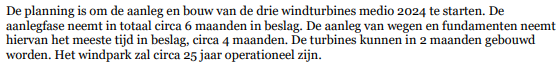 De planning is om de aanleg en bouw van de drie windturbines medio 2024 te starten. De
aanlegfase neemt in totaal circa 6 maanden in beslag. De aanleg van wegen en fundamenten neemt
hiervan het meeste tijd in beslag, circa 4 maanden. De turbines kunnen in 2 maanden gebouwd
worden. Het windpark zal circa 25 jaar operationeel zijn.